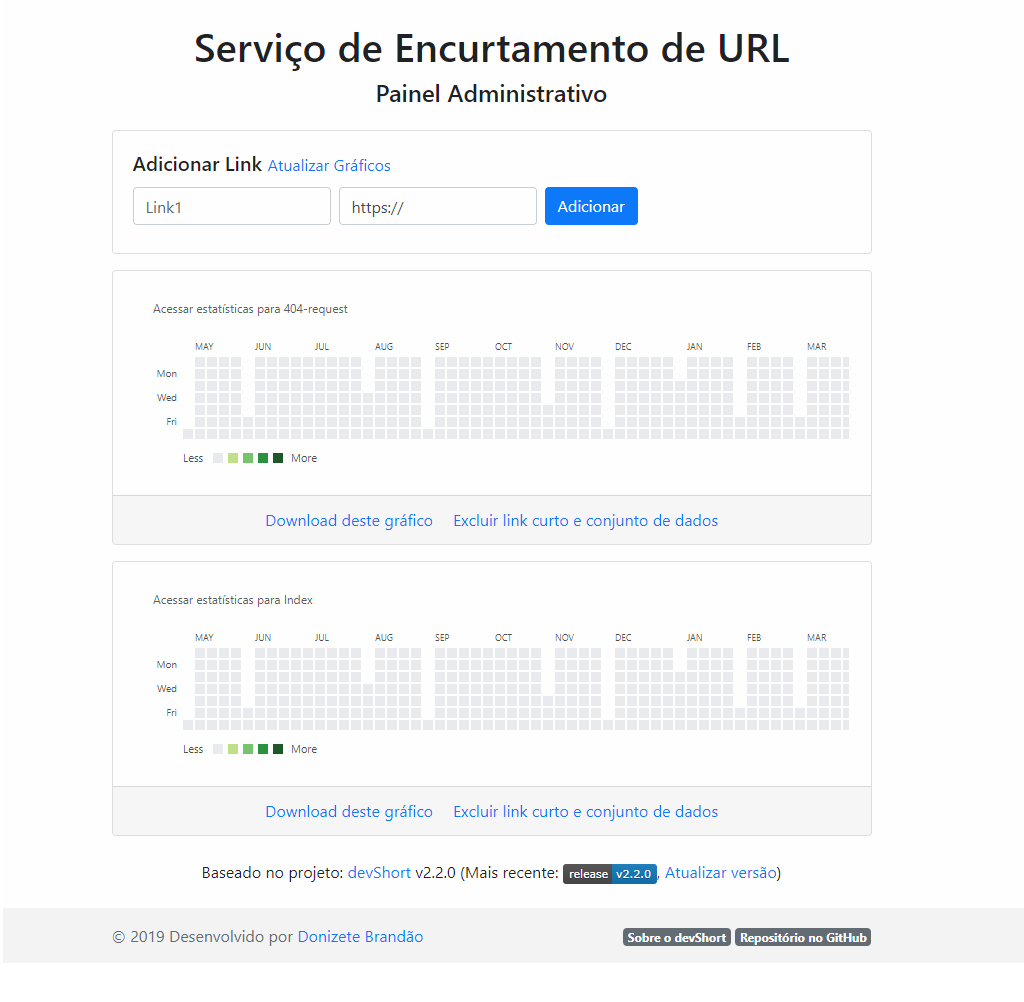 Serviço de Encurtamento de URL
Painel Administrativo
Adicionar Link Atualizar Gráficos
Link1 https:// Adicionar
Acessar estatísticas para 404-request
MAY JUN JUL AUG SEP OCT NOV DEC JAN FEB MAR
Mon
Wed
Fri
Less More
Download deste gráfico Excluir link curto e conjunto de dados
Acessar estatísticas para Index
MAY JUN JUL AUG SEP OCT NOV DEC JAN FEB MAR
Mon
Wed
Fri
Less More
Download deste gráfico Excluir link curto e conjunto de dados
Baseado no projeto: devShort v2.2.0 (Mais recente: release v2.2.0, Atualizar versão)
© 2019 Desenvolvido por Donizete Brandão Sobre o devShort Repositório no GitHub